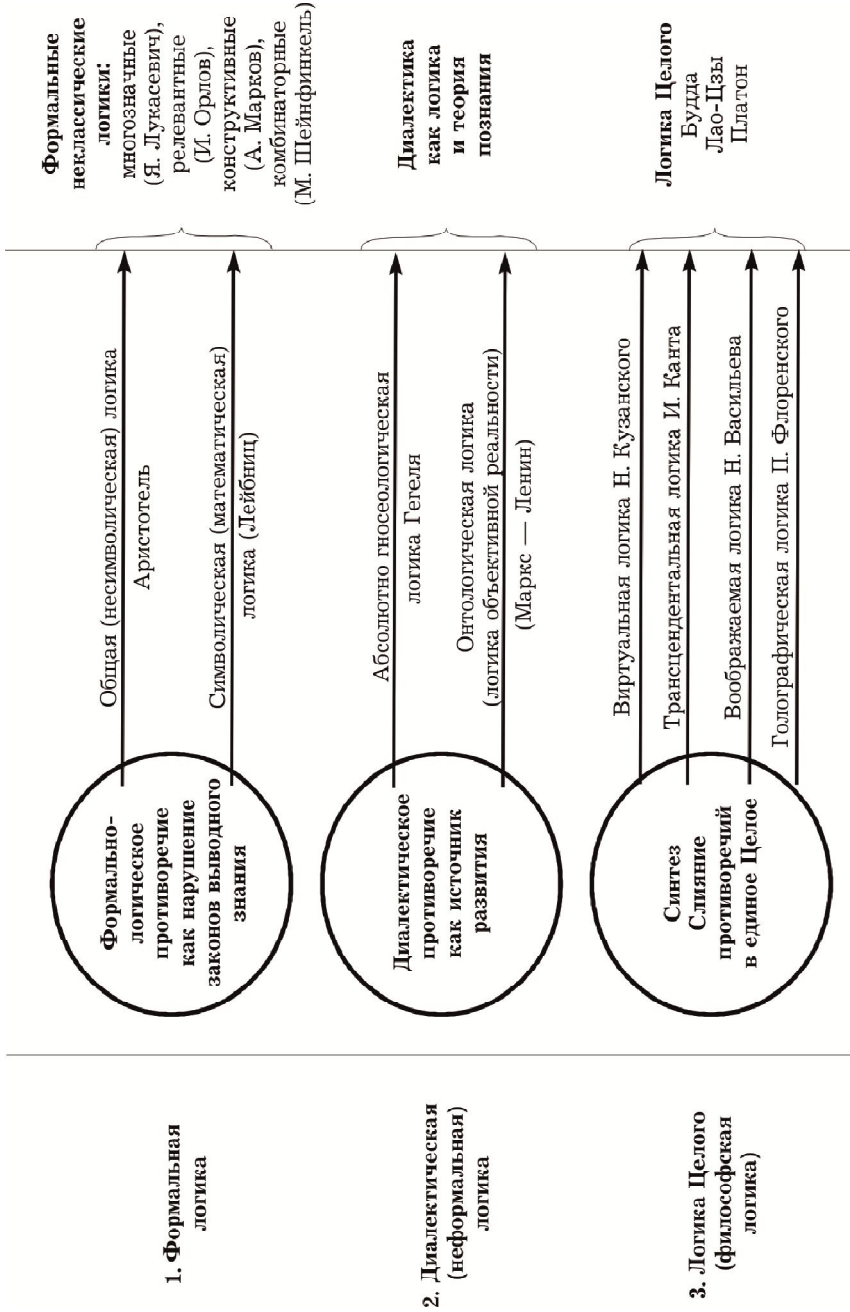 1. Формальная
логика
Формально-
логическое
противоречие
как нарушение
законов выводного
знания
Общая (несимволическая) логика
Аристотель
Символическая (математическая)
логика (Лейбниц)
Формальные
неклассические
логики:
многозначные
(Я. Лукасевич),
релевантные
(И. Орлов),
конструктивные
(А. Марков),
комбинаторные
(М. Шейнфинкель)
2. Диалектическая
(неформальная)
логика
Диалектическое
противоречие
как источник
развития
Абсолютно гносеологическая
логика Гегеля
Онтологическая логика
(логика объективной реальности)
(Маркс — Ленин)
Диалектика
как логика
и теория
познания
3. Логика Целого
(философская
логика)
Синтез
Слияние
противоречий
в единое Целое
Виртуальная логика Н. Кузанского
Трансцендентальная логика И. Канта
Воображаемая логика Н. Васильева
Голографическая логика П. Флоренского
Логика Целого
Будда
Лао-Цзы
Платон